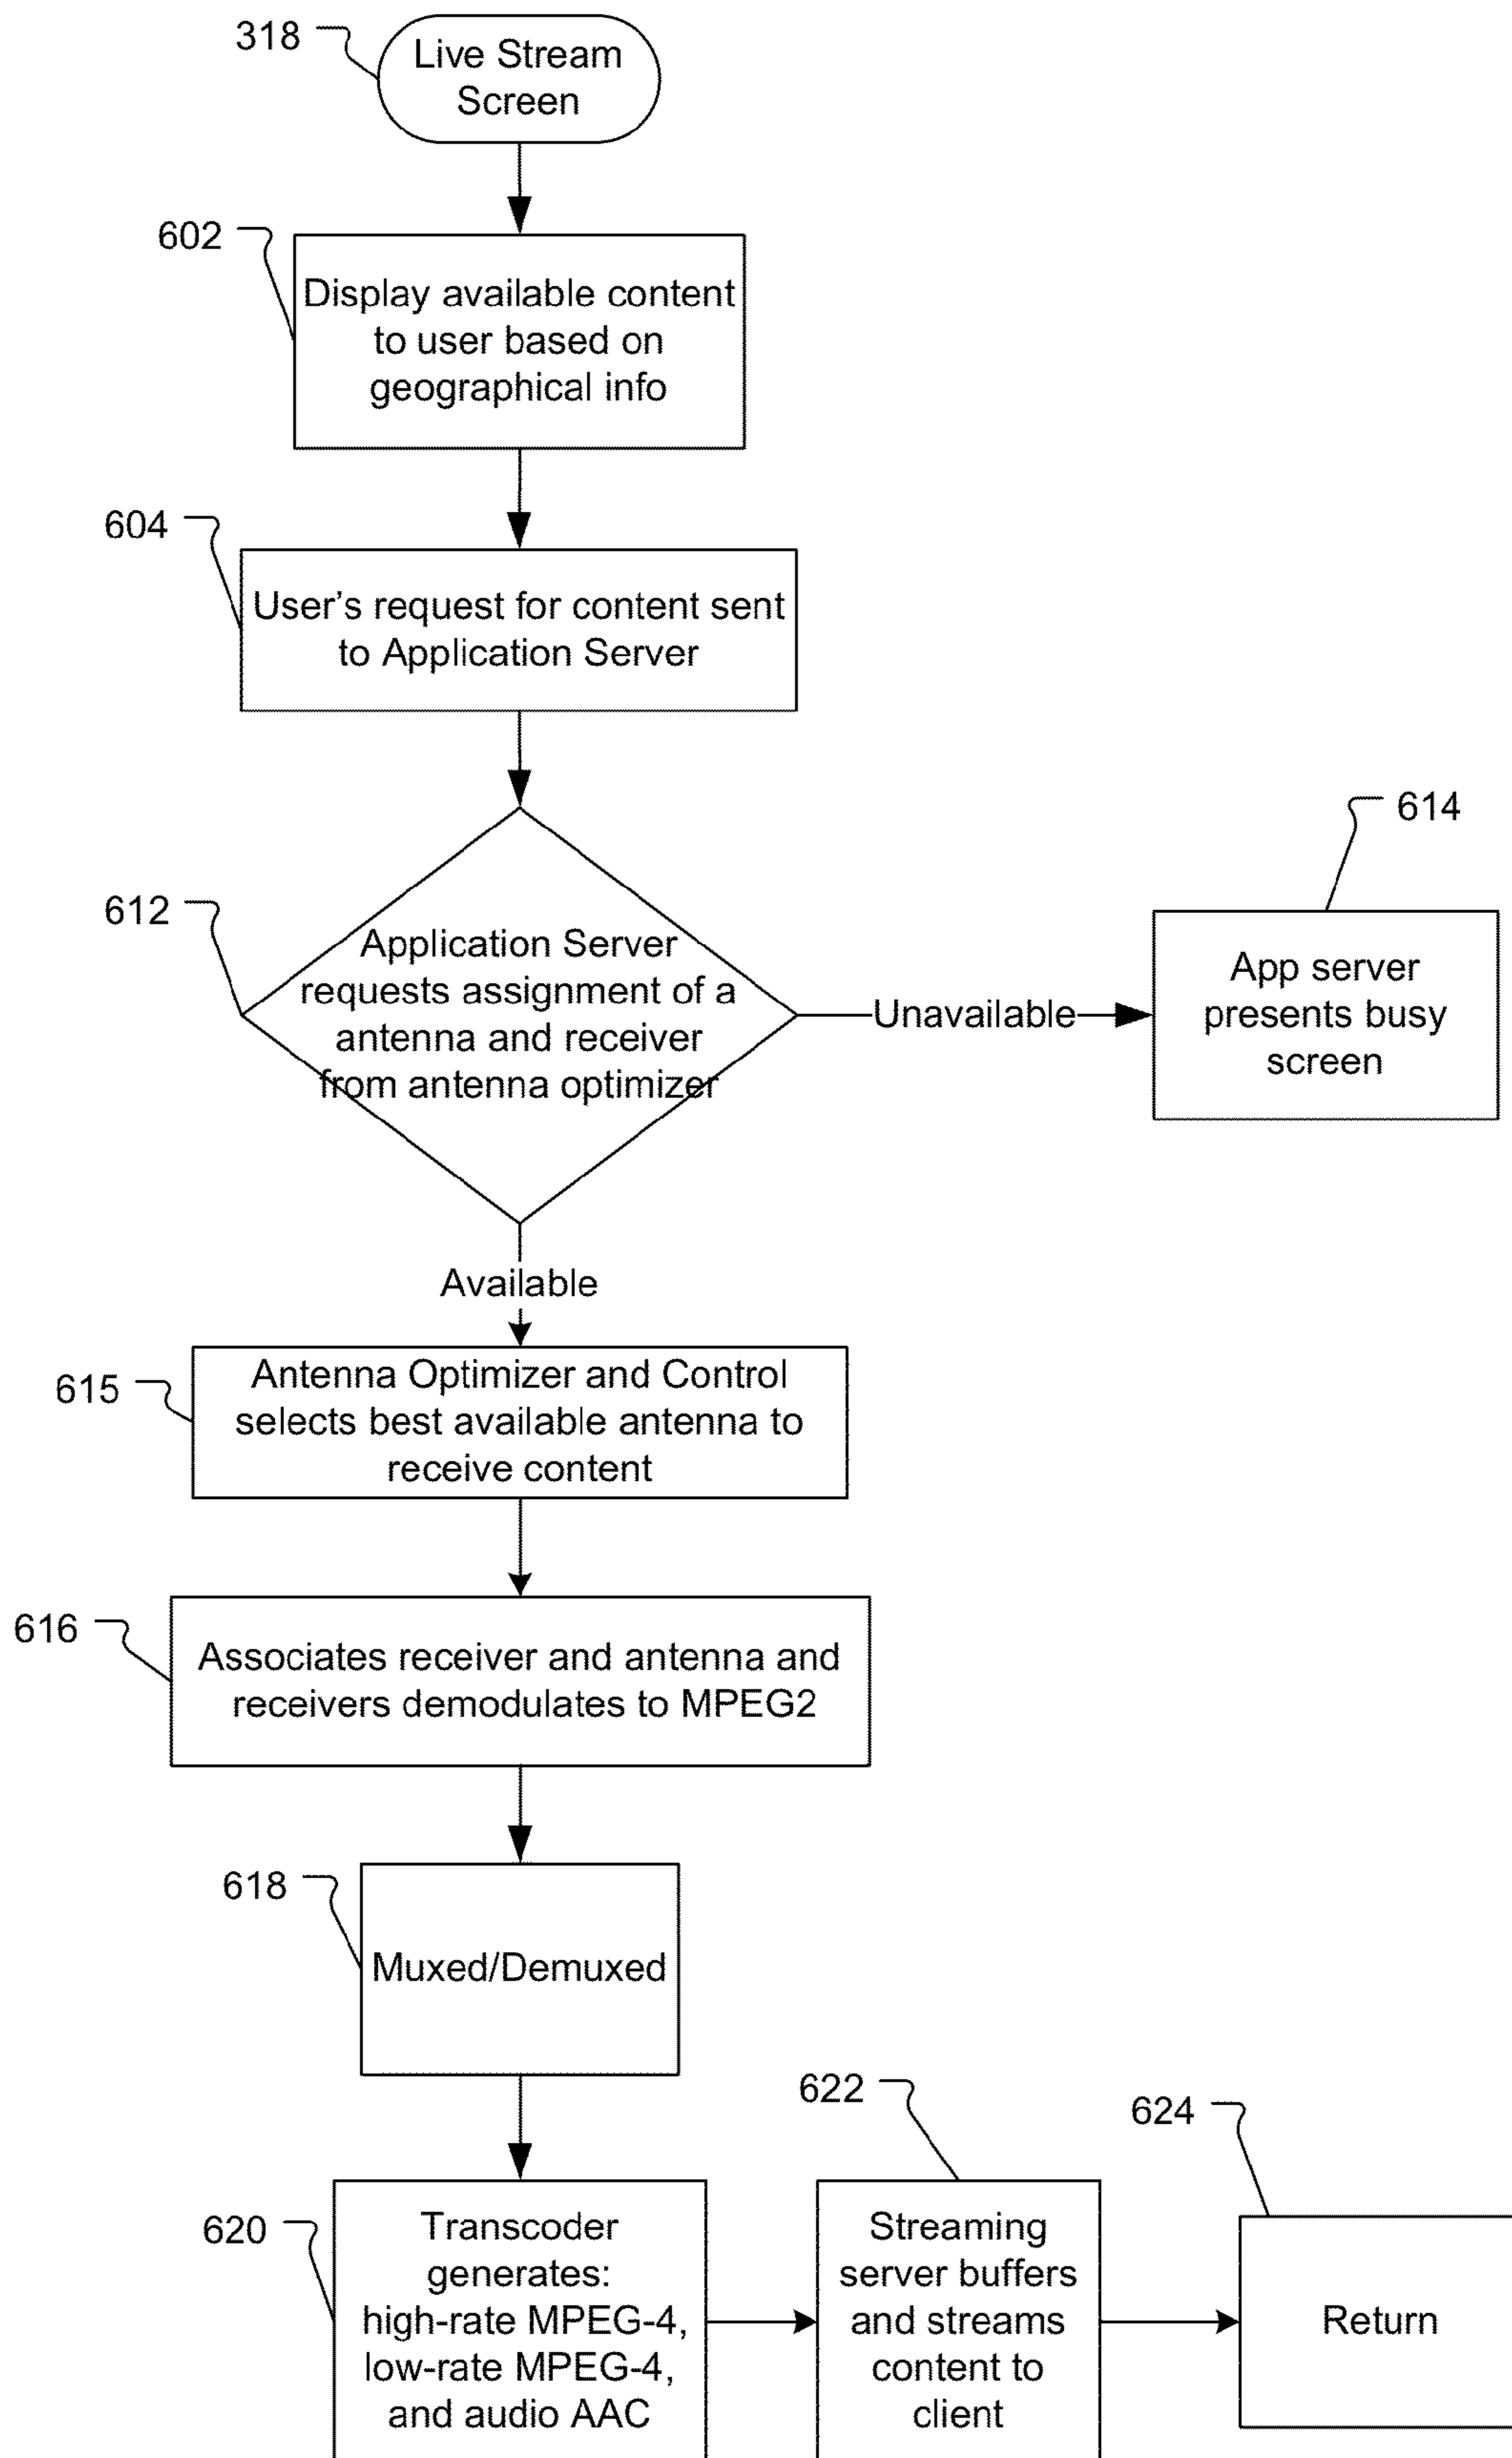 318
Live Stream
Screen
602
Display available content
to user based on
geographical info
604
User's request for content sent
to Application Server
612
Application Server
requests assignment of a
antenna and receiver
from antenna optimizer
Unavailable
614
App server
presents busy
screen
Available
615
Antenna Optimizer and Control
selects best available antenna to
receive content
616
Associates receiver and antenna and
receivers demodulates to MPEG2
618
Muxed/Demuxed
620
Transcoder
generates:
high-rate MPEG-4,
low-rate MPEG-4,
and audio AAC
622
Streaming
server buffers
and streams
content to
client
624
Return